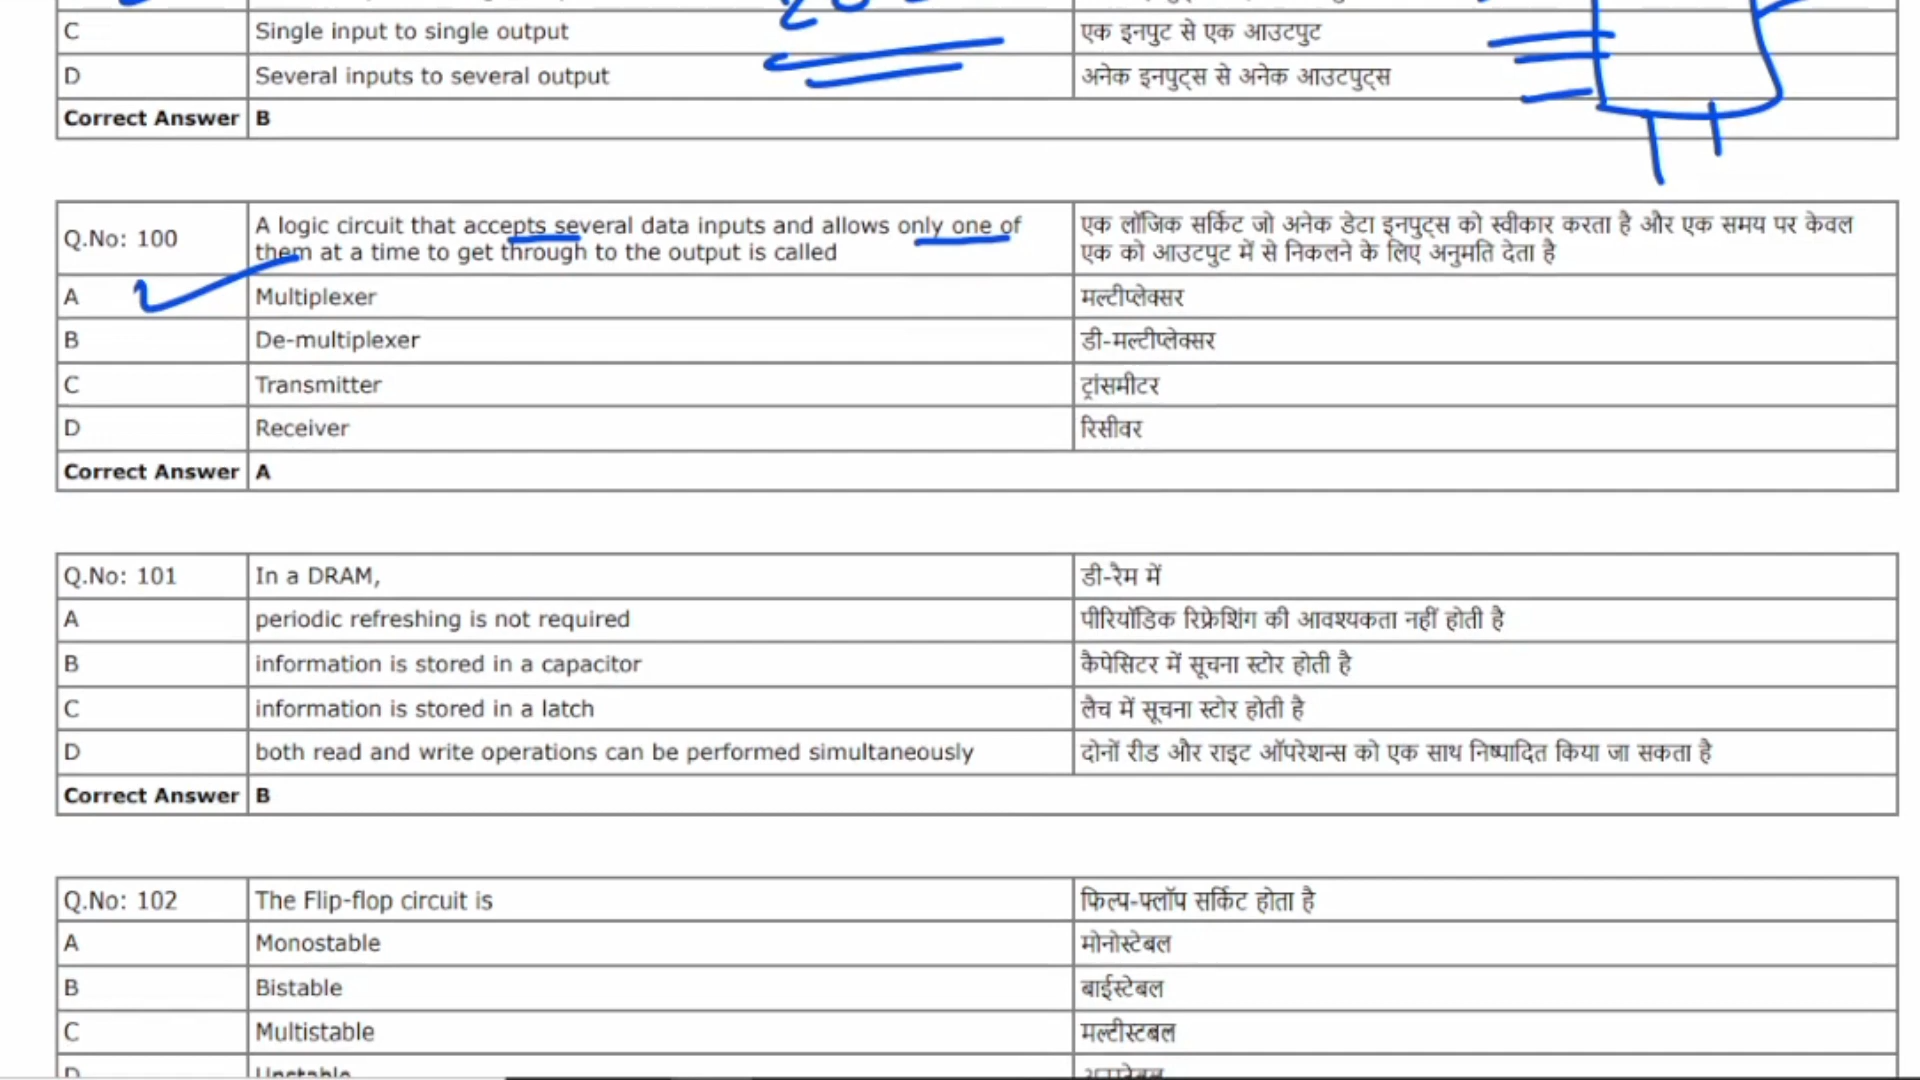 C Single input to single output एक इनपुट से एक आउटपुट
D Several inputs to several output अनेक इनपुट्स से अनेक आउटपुट्स
Correct Answer B
Q.No: 100 A logic circuit that accepts several data inputs and allows only one of एक लॉजिक सर्किट जो अनेक डेटा इनपुट्स को स्वीकार करता है और एक समय पर केवल
them at a time to get through to the output is called एक को आउटपुट में से निकलने के लिए अनुमति देता है
A Multiplexer मल्टीप्लेक्सर
B De-multiplexer डी-मल्टीप्लेक्सर
C Transmitter ट्रांसमीटर
D Receiver रिसीवर
Correct Answer A
Q.No: 101 In a DRAM, डी-रैम में
A periodic refreshing is not required पीरियॉडिक रिफ्रेशिंग की आवश्यकता नहीं होती है
B information is stored in a capacitor कैपेसिटर में सूचना स्टोर होती है
C information is stored in a latch लैच में सूचना स्टोर होती है
D both read and write operations can be performed simultaneously दोनों रीड और राइट ऑपरेशन्स को एक साथ निष्पादित किया जा सकता है
Correct Answer B
Q.No: 102 The Flip-flop circuit is फिल्प-फ्लॉप सर्किट होता है
A Monostable मोनोस्टेबल
B Bistable बाईस्टेबल
C Multistable मल्टीस्टबल
D Unstable